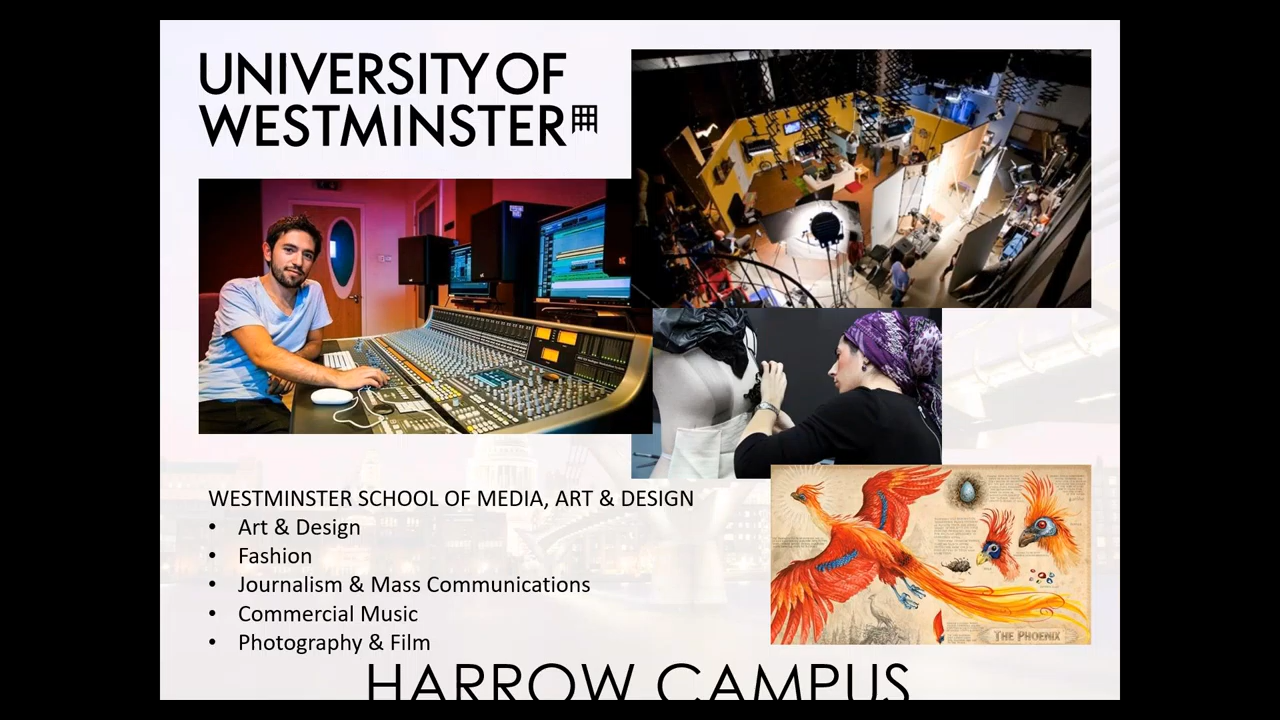 UNIVERSITY OF
WESTMINSTER
WESTMINSTER SCHOOL OF MEDIA, ART & DESIGN
• Art & Design
• Fashion
• Journalism & Mass Communications
• Commercial Music
• Photography & Film
THE PHOENIX
HARROW CAMPUS